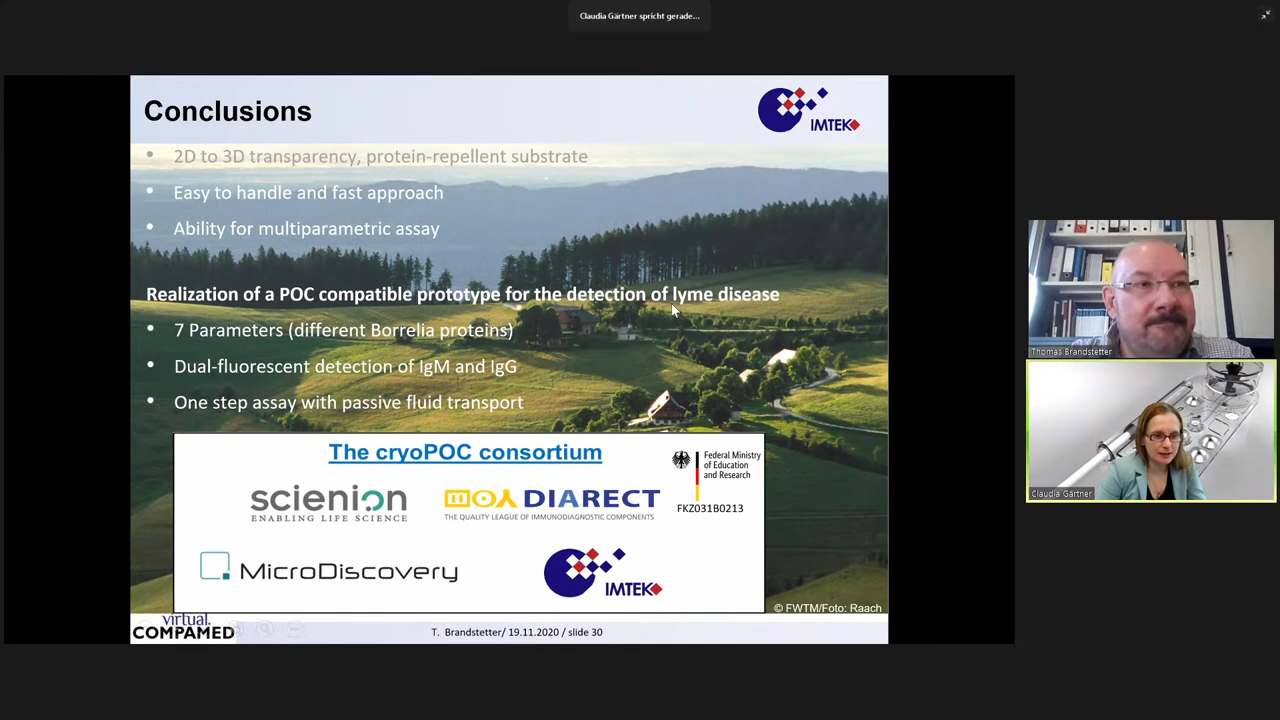 Claudia Gärtner spricht gerade...
Conclusions
IMTEK
• 2D to 3D transparency, protein-repellent substrate
• Easy to handle and fast approach
• Ability for multiparametric assay
Realization of a POC compatible prototype for the detection of lyme disease
• 7 Parameters (different Borrelia proteins)
• Dual-fluorescent detection of IgM and IgG
• One step assay with passive fluid transport
The cryoPOC consortium
scienion
ENABLING LIFE SCIENCE
DIARECT
THE QUALITY LEAGUE OF IMMUNODIAGNOSTIC COMPONENTS
Federal Ministry
of Education
and Research
FKZ031B0213
MicroDiscovery
IMTEK
© FWTM/Foto: Raach
virtual.
COMPAMED
T. Brandstetter/ 19.11.2020 / slide 30
Thomas Brandstetter
Claudia Gärtner